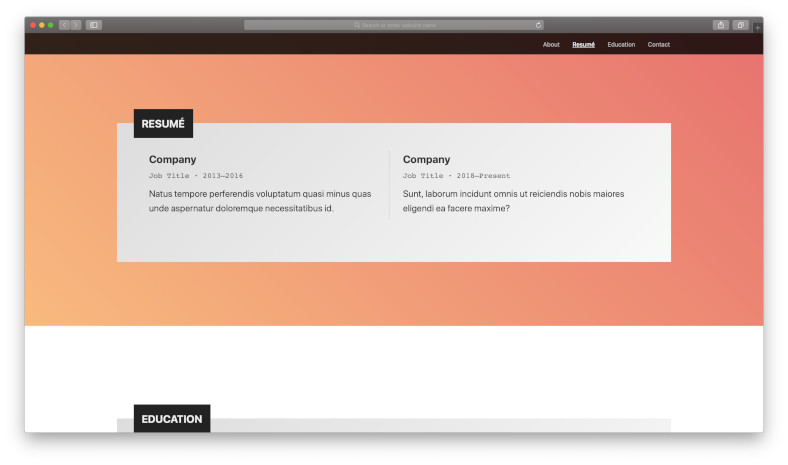 Search or enter website name
About Resumé Education Contact
RESUMÉ
Company
Job Title · 2013—2016
Natus tempore perferendis voluptatum quasi minus quas
unde aspernatur doloremque necessitatibus id.
Company
Job Title · 2018—Present
Sunt, laborum incidunt omnis ut reiciendis nobis maiores
eligendi ea facere maxime?
EDUCATION